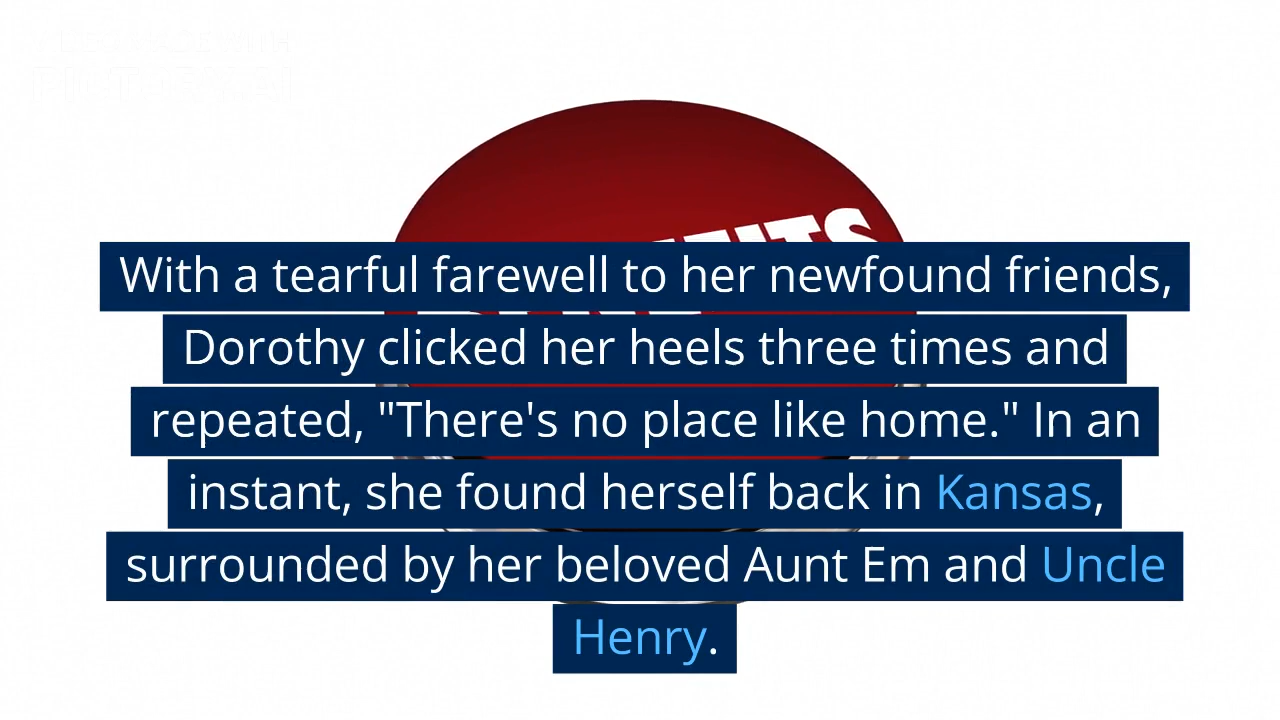 With a tearful farewell to her newfound friends,
Dorothy clicked her heels three times and
repeated, "There's no place like home." In an
instant, she found herself back in Kansas,
surrounded by her beloved Aunt Em and Uncle
Henry.